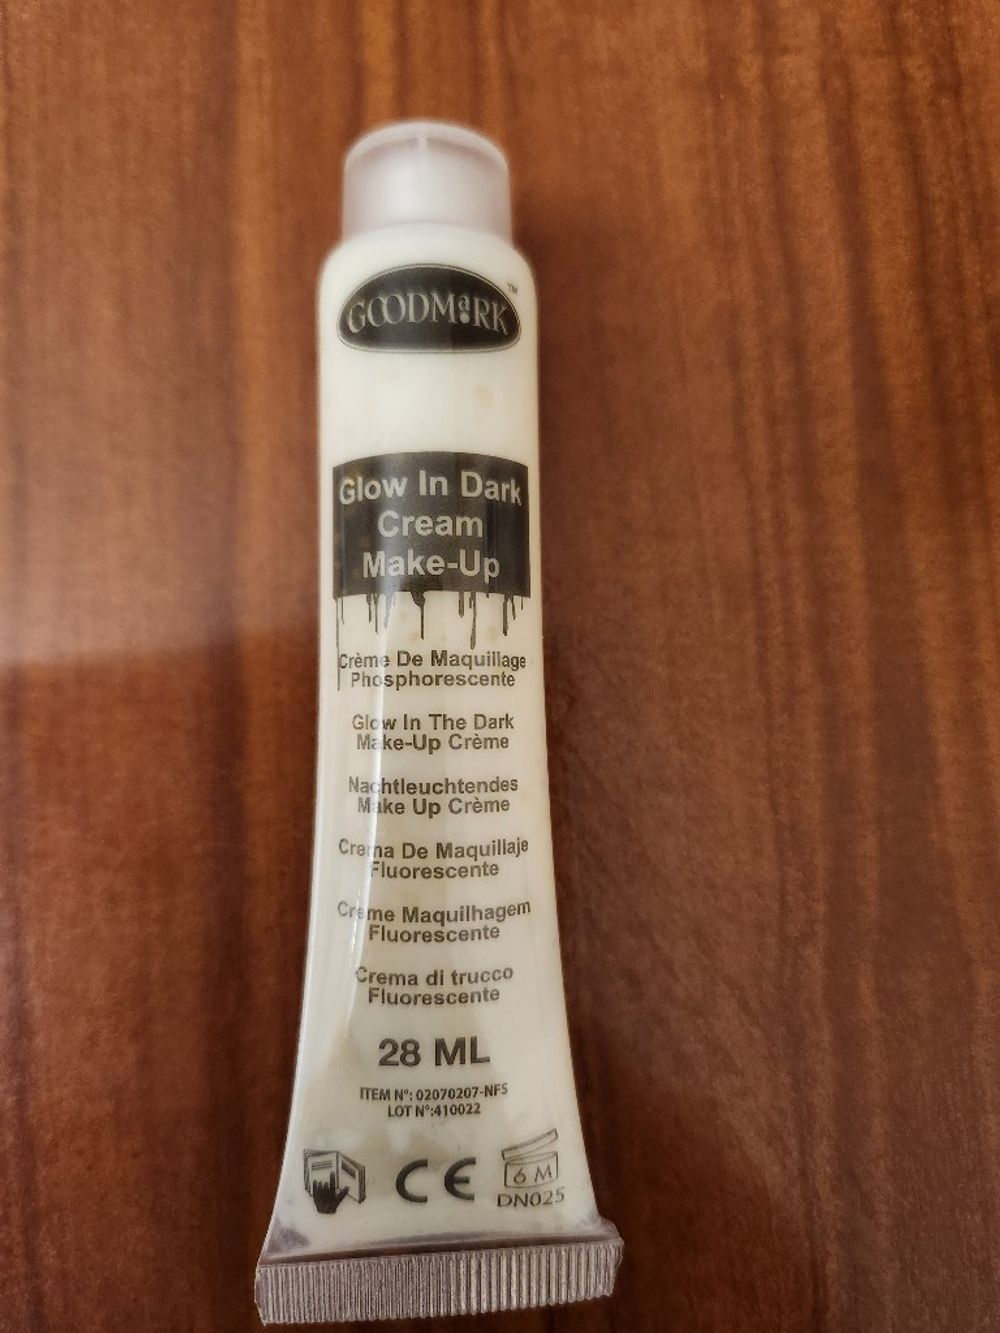 GOODMaRK™
Glow In Dark
Cream
Make-Up
Crème De Maquillage
Phosphorescente
Glow In The Dark
Make-Up Crème
Nachtleuchtendes
Make Up Crème
Crema De Maquillaje
Fluorescente
Crème Maquilhagem
Fluorescente
Crema di trucco
Fluorescente
28 ML
ITEM N°: 02070207-NFS
LOT N°:410022
CE
6 M
DN025